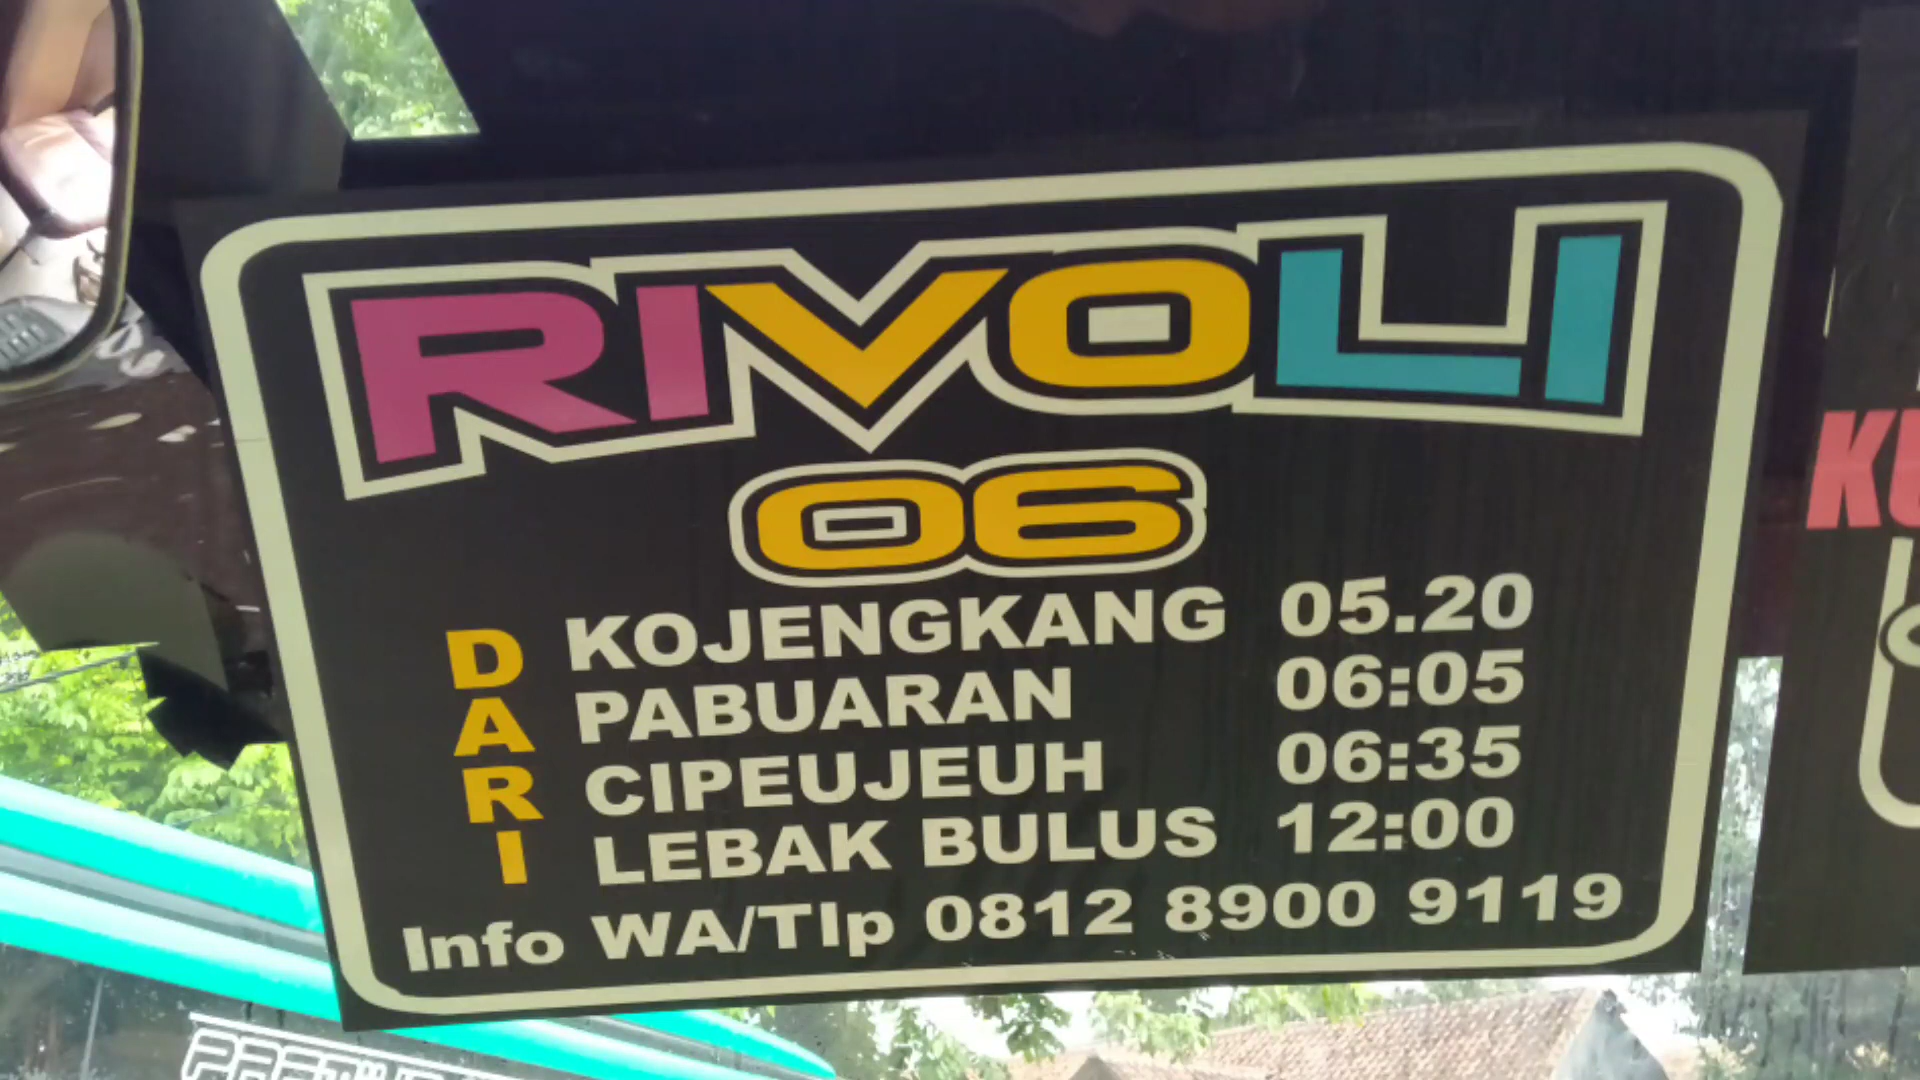 RIVOLI
06
DARI
KOJENGKANG 05.20
PABUARAN 06:05
CIPEUJEUH 06:35
LEBAK BULUS 12:00
Info WA/Tlp 0812 8900 9119